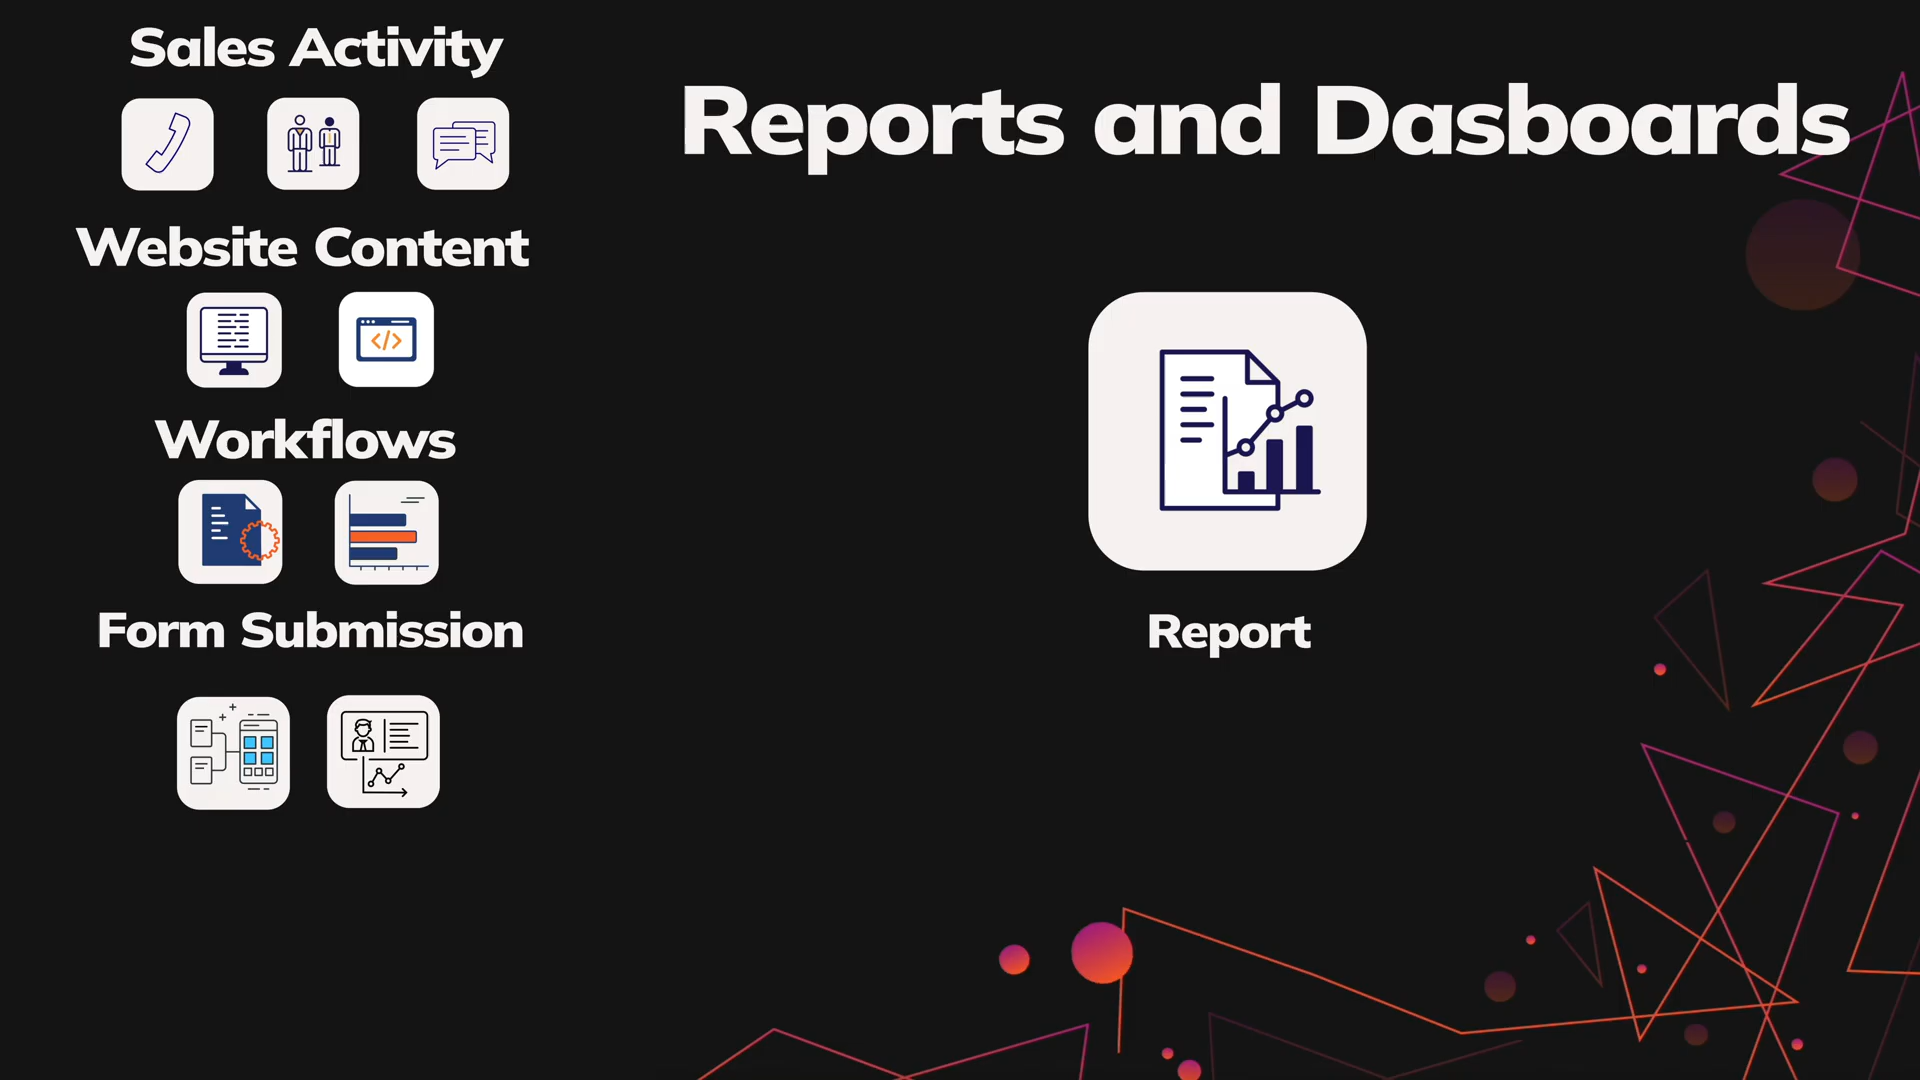 Sales Activity
Website Content
Workflows
Form Submission
Reports and Dasboards
Report